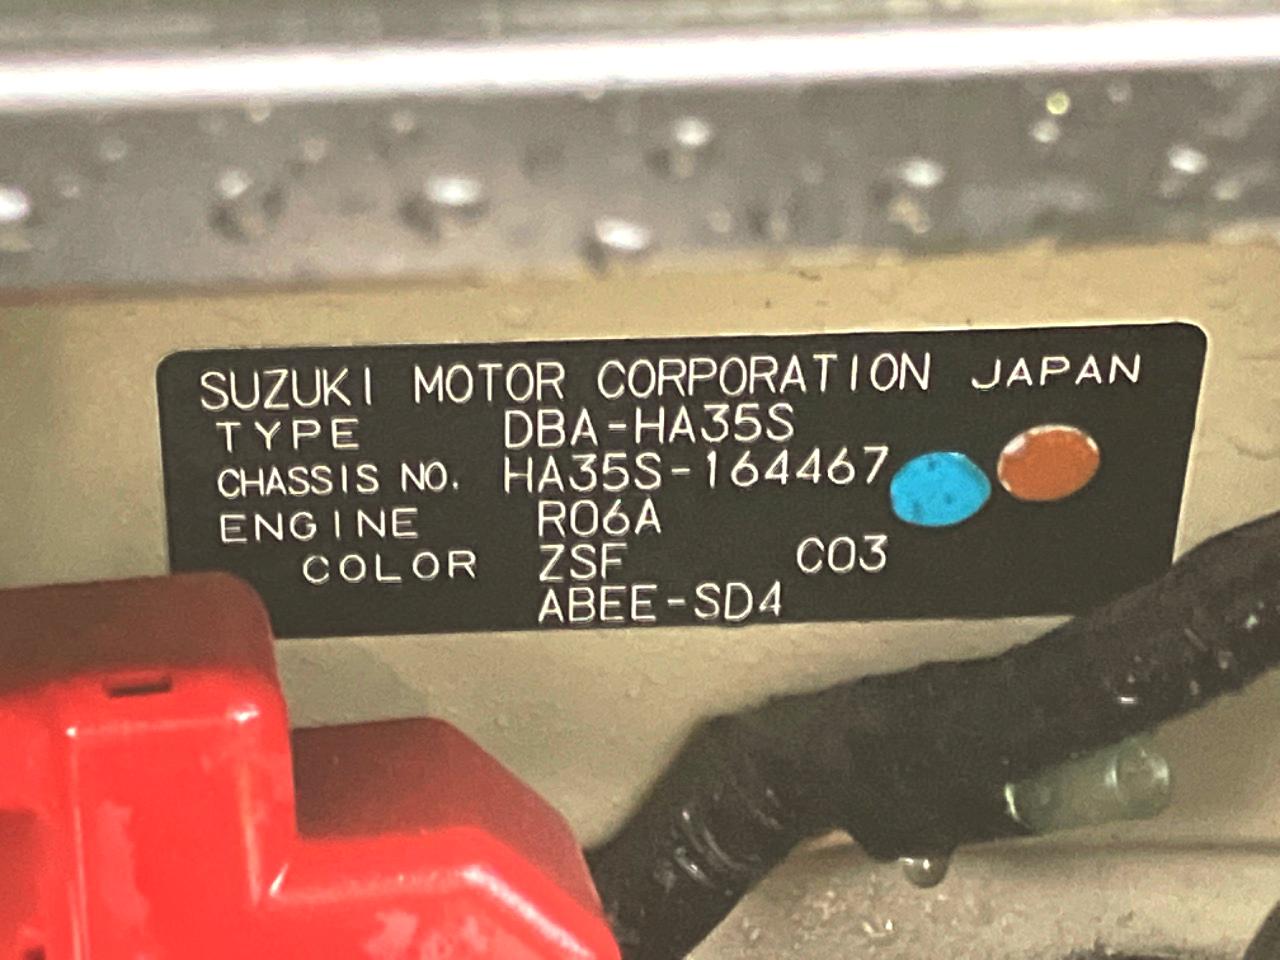 SUZUKI MOTOR CORPORATION JAPAN
TYPE DBA-HA35S
CHASSIS NO. HA35S-164467
ENGINE R06A
COLOR ZSF C03
ABEE-SD4